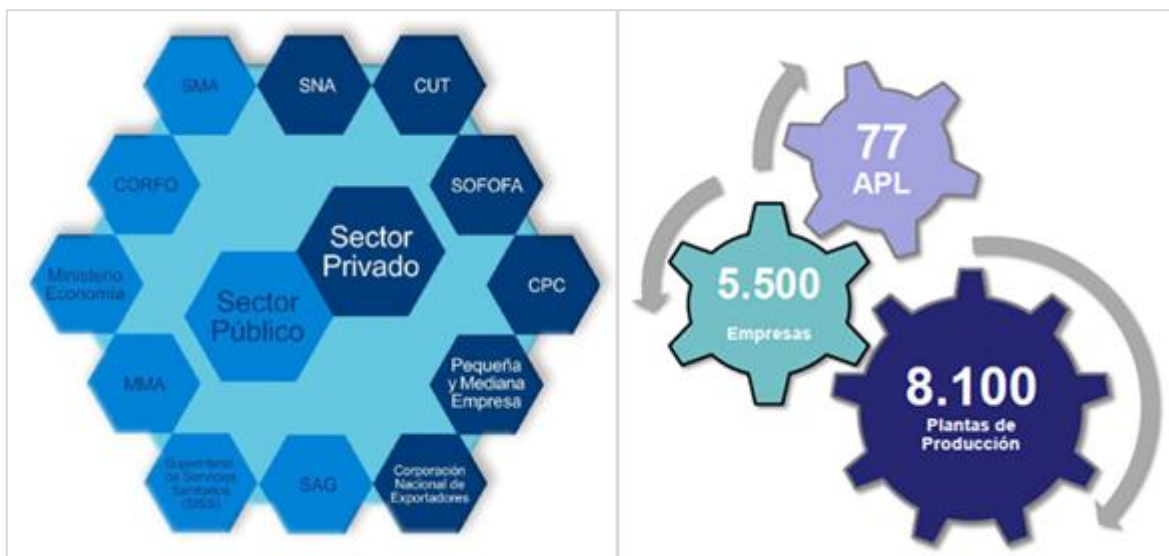 SMA
SNA
CUT
CORFO
SOFOFA
Ministerio
Economía
Sector
Privado
Sector
Público
CPC
MMA
Pequeña
y Mediana
Empresa
de Servicios
Sanitarios
(SISS)
SAG
Corporación
Nacional de
Exportadores
77
APL
5.500
Empresas
8.100
Plantas de
Producción